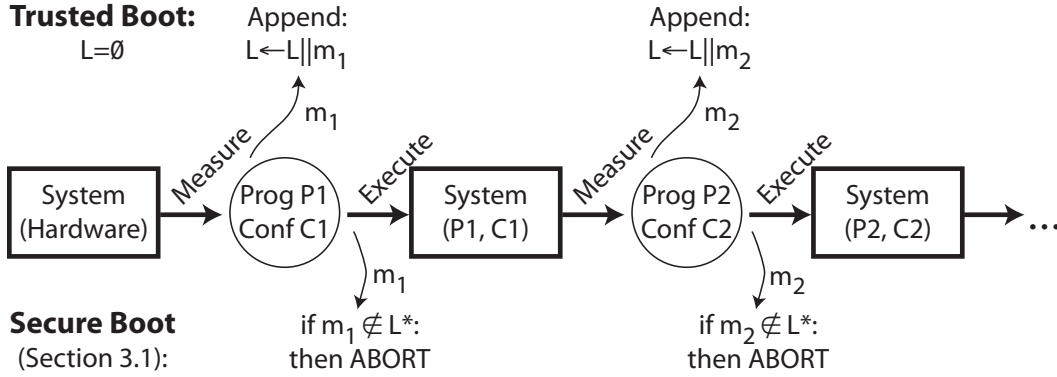 Trusted Boot:
L=∅
Append:
L←L||m1
Append:
L←L||m2
m1
m2
Measure
Execute
Measure
Execute
System
(Hardware)
Prog P1
Conf C1
System
(P1, C1)
Prog P2
Conf C2
System
(P2, C2)
...
m1
m2
Secure Boot
(Section 3.1):
if m1 ∉ L*:
then ABORT
if m2 ∉ L*:
then ABORT